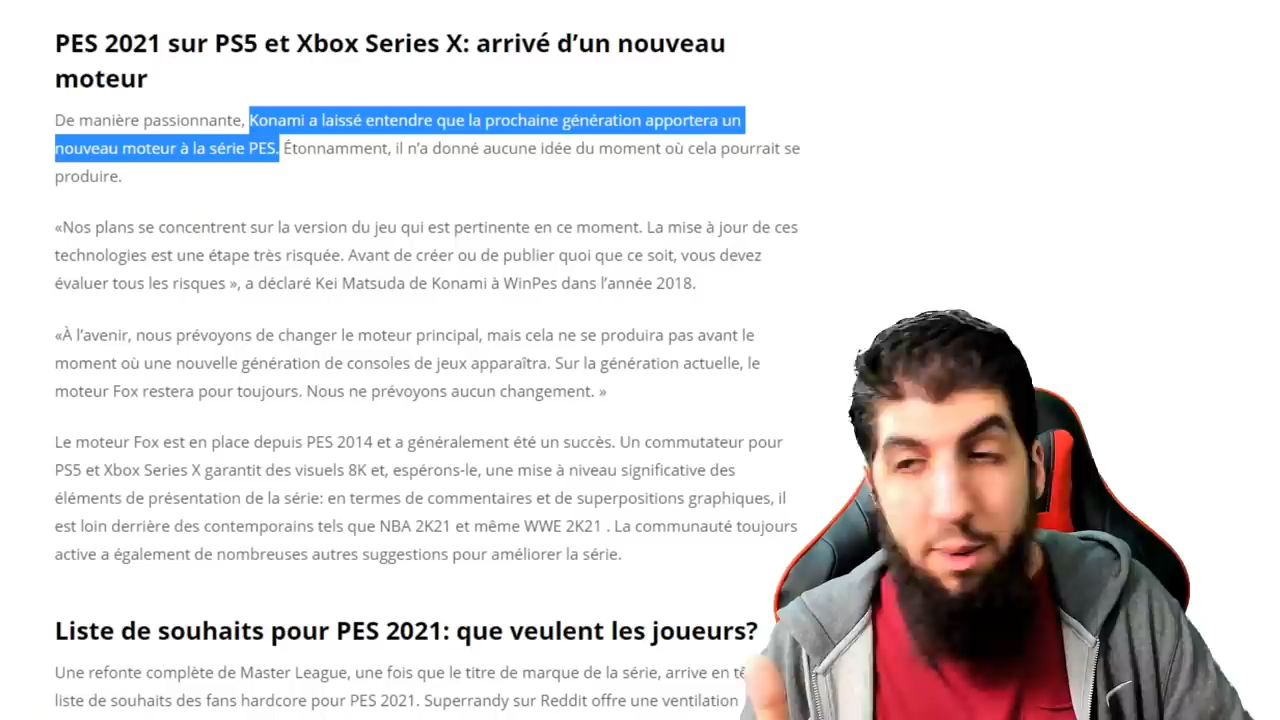 PES 2021 sur PS5 et Xbox Series X: arrivé d’un nouveau
moteur
De manière passionnante, Konami a laissé entendre que la prochaine génération apportera un
nouveau moteur à la série PES. Étonnamment, il n’a donné aucune idée du moment où cela pourrait se
produire.
«Nos plans se concentrent sur la version du jeu qui est pertinente en ce moment. La mise à jour de ces
technologies est une étape très risquée. Avant de créer ou de publier quoi que ce soit, vous devez
évaluer tous les risques », a déclaré Kei Matsuda de Konami à WinPes dans l’année 2018.
«À l’avenir, nous prévoyons de changer le moteur principal, mais cela ne se produira pas avant le
moment où une nouvelle génération de consoles de jeux apparaîtra. Sur la génération actuelle, le
moteur Fox restera pour toujours. Nous ne prévoyons aucun changement. »
Le moteur Fox est en place depuis PES 2014 et a généralement été un succès. Un commutateur pour
PS5 et Xbox Series X garantit des visuels 8K et, espérons-le, une mise à niveau significative des
éléments de présentation de la série: en termes de commentaires et de superpositions graphiques, il
est loin derrière des contemporains tels que NBA 2K21 et même WWE 2K21 . La communauté toujours
active a également de nombreuses autres suggestions pour améliorer la série.
Liste de souhaits pour PES 2021: que veulent les joueurs?
Une refonte complète de Master League, une fois que le titre de marque de la série, arrive en
liste de souhaits des fans hardcore pour PES 2021. Superrandy sur Reddit offre une ventilation